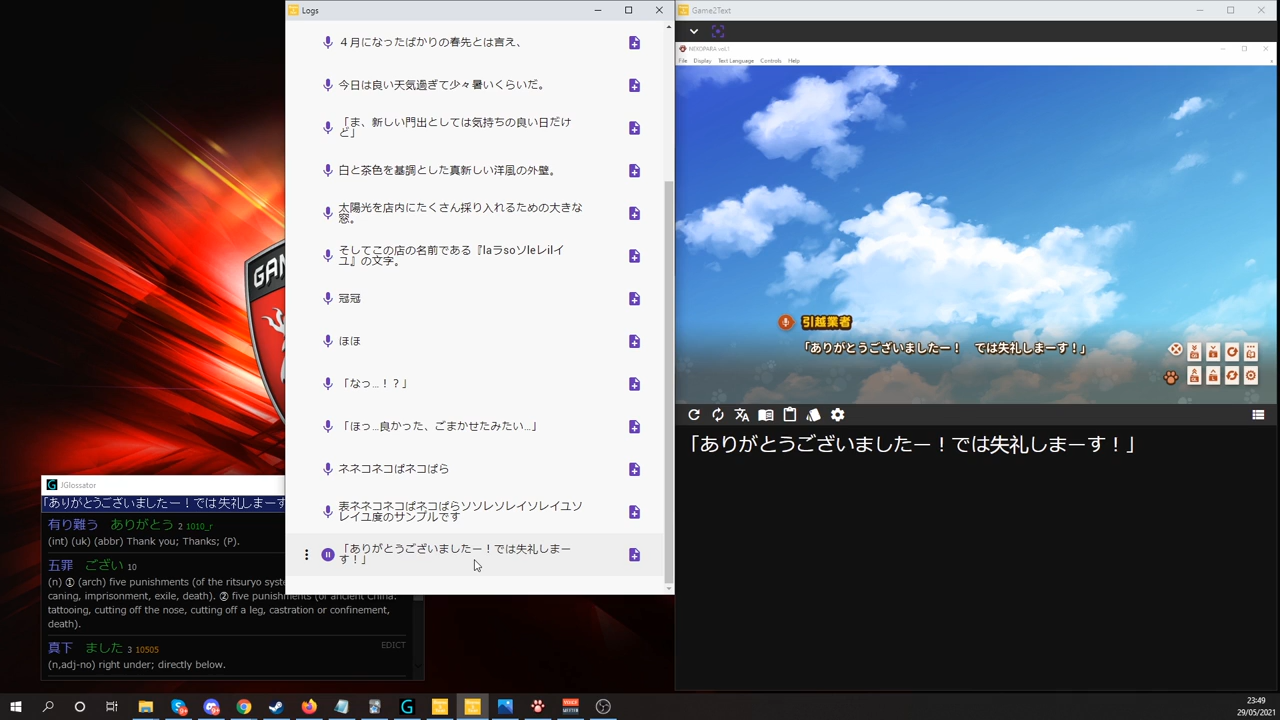 Logs
４月になったばかりの春先とは言え、
今日は良い天気過ぎて少々暑いくらいだ。
「ま、新しい門出としては気持ちの良い日だけ
ど」
白と茶色を基調とした真新しい洋風の外壁。
太陽光を店内にたくさん採り入れるための大きな
窓。
そしてこの店の名前である『laラsoソleレilイ
ユ』の文字。
冠冠
ほほ
「なっ…！？」
「ほっ…良かった、ごまかせたみたい…」
ネネコネコぱネコぱら
表ネネコネコぱネコぱらソソレソレイソレイユソ
レイユ度のサンプルです
「ありがとうございましたー！では失礼しまー
す！」
Game2Text
NEKOPARA vol.1
File Display Text Language Controls Help
引越業者
「ありがとうございましたー！　では失礼しまーす！」
「ありがとうございましたー！では失礼しまーす！」
JGlossator
「ありがとうございましたー！では失礼しまーす
有り難う ありがとう 2 1010_r
(int) (uk) (abbr) Thank you; Thanks; (P).
五罪 ござい 10
(n) ① (arch) five punishments (of the ritsuryo syste
caning, imprisonment, exile, death). ② five punishments (of ancient China:
tattooing, cutting off the nose, cutting off a leg, castration or confinement,
death).
真下 ました 3 10505
EDICT
(n,adj-no) right under; directly below.
GAM
23:49
29/05/2021